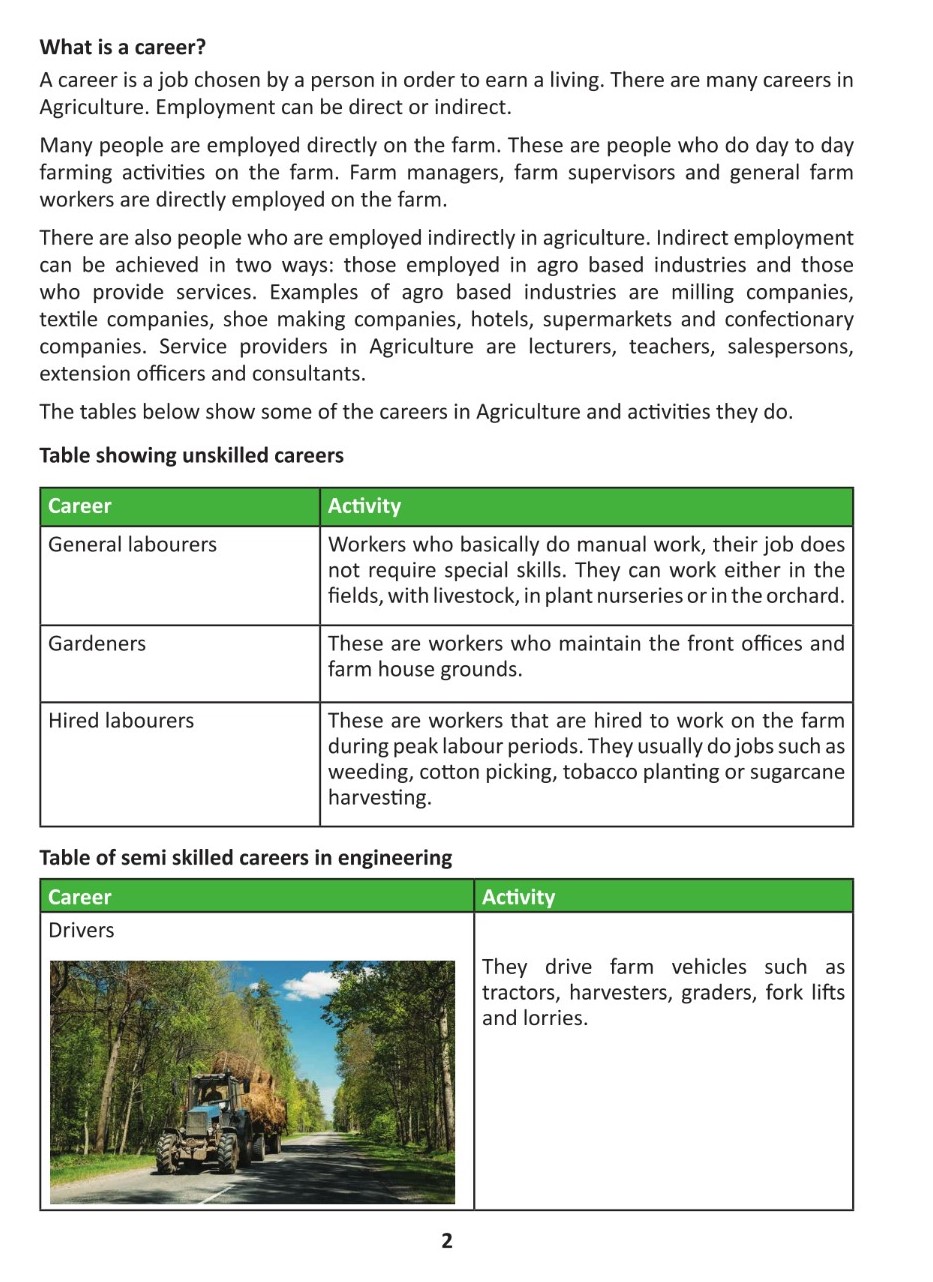 What is a career?
A career is a job chosen by a person in order to earn a living. There are many careers in
Agriculture. Employment can be direct or indirect.
Many people are employed directly on the farm. These are people who do day to day
farming activities on the farm. Farm managers, farm supervisors and general farm
workers are directly employed on the farm.
There are also people who are employed indirectly in agriculture. Indirect employment
can be achieved in two ways: those employed in agro based industries and those
who provide services. Examples of agro based industries are milling companies,
textile companies, shoe making companies, hotels, supermarkets and confectionary
companies. Service providers in Agriculture are lecturers, teachers, salespersons,
extension officers and consultants.
The tables below show some of the careers in Agriculture and activities they do.
Table showing unskilled careers
Career
Activity
General labourers
Workers who basically do manual work, their job does
not require special skills. They can work either in the
fields, with livestock, in plant nurseries or in the orchard.
Gardeners
These are workers who maintain the front offices and
farm house grounds.
Hired labourers
These are workers that are hired to work on the farm
during peak labour periods. They usually do jobs such as
weeding, cotton picking, tobacco planting or sugarcane
harvesting.
Table of semi skilled careers in engineering
Career
Activity
Drivers
They drive farm vehicles such as
tractors, harvesters, graders, fork lifts
and lorries.
2